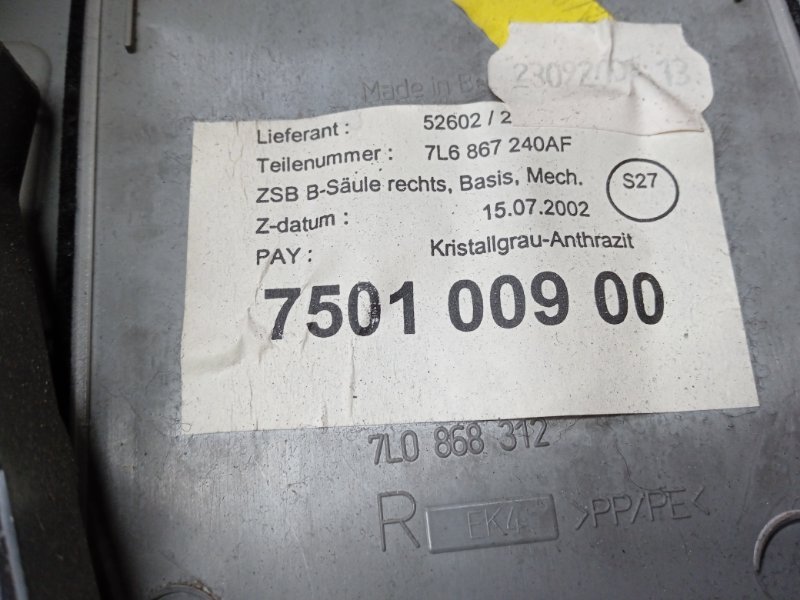 Made in
Lieferant : 52602 / 2
Teilenummer : 7L6 867 240AF
ZSB B-Säule rechts, Basis, Mech. S27
Z-datum : 15.07.2002
PAY : Kristallgrau-Anthrazit
7501 009 00
7L0 868 312
R >PP/PE<